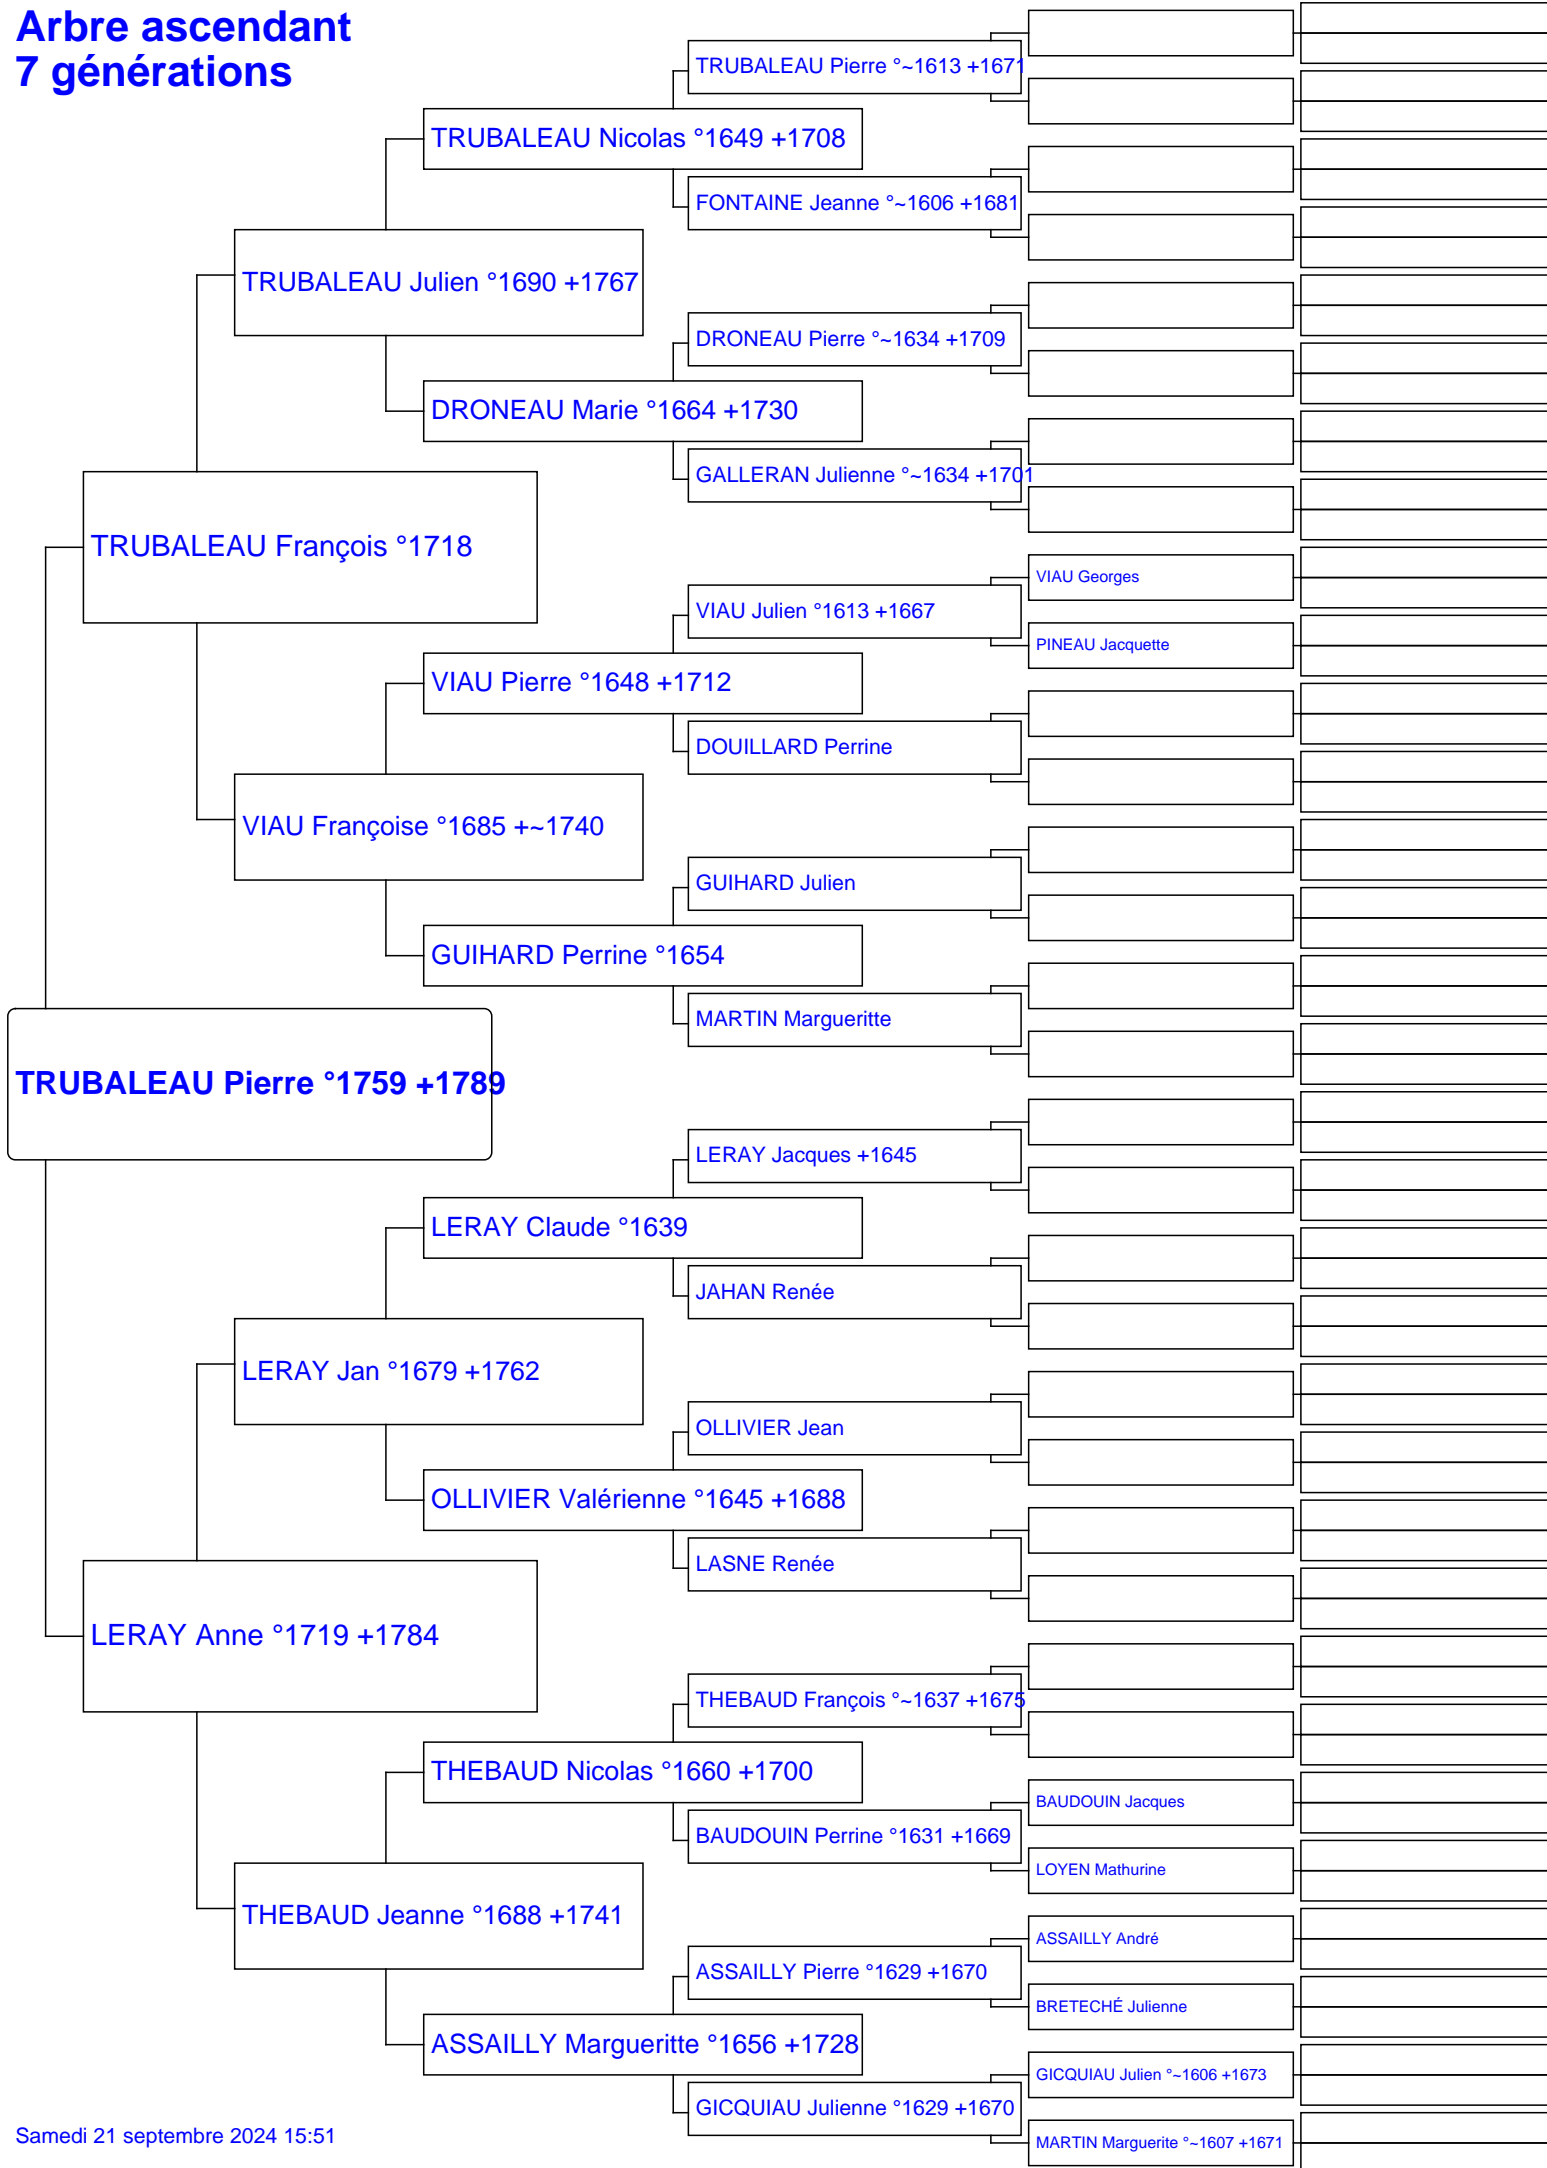 Arbre ascendant
7 générations
TRUBALEAU Pierre °~1613 +1671
TRUBALEAU Nicolas °1649 +1708
FONTAINE Jeanne °~1606 +1681
TRUBALEAU Julien °1690 +1767
DRONEAU Pierre °~1634 +1709
DRONEAU Marie °1664 +1730
GALLERAN Julienne °~1634 +1701
TRUBALEAU François °1718
VIAU Georges
VIAU Julien °1613 +1667
PINEAU Jacquette
VIAU Pierre °1648 +1712
DOUILLARD Perrine
VIAU Françoise °1685 +~1740
GUIHARD Julien
GUIHARD Perrine °1654
MARTIN Margueritte
TRUBALEAU Pierre °1759 +1789
LERAY Jacques +1645
LERAY Claude °1639
JAHAN Renée
LERAY Jan °1679 +1762
OLLIVIER Jean
OLLIVIER Valérienne °1645 +1688
LASNE Renée
LERAY Anne °1719 +1784
THEBAUD François °~1637 +1675
THEBAUD Nicolas °1660 +1700
BAUDOUIN Jacques
BAUDOUIN Perrine °1631 +1669
LOYEN Mathurine
THEBAUD Jeanne °1688 +1741
ASSAILLY André
ASSAILLY Pierre °1629 +1670
BRETECHÉ Julienne
ASSAILLY Margueritte °1656 +1728
GICQUIAU Julien °~1606 +1673
GICQUIAU Julienne °1629 +1670
MARTIN Marguerite °~1607 +1671
Samedi 21 septembre 2024 15:51